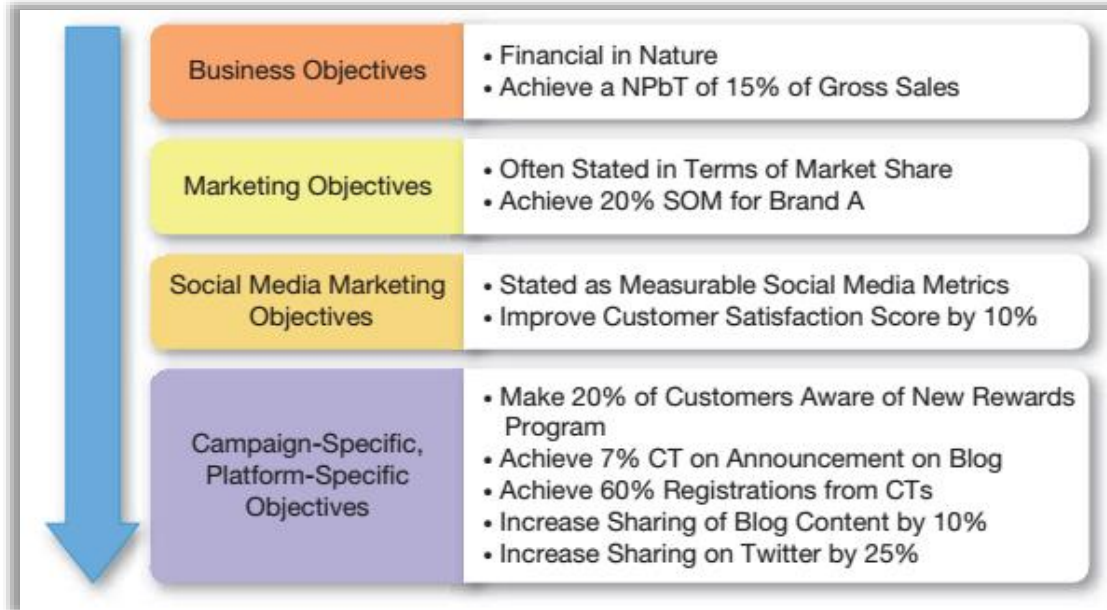 Business Objectives
• Financial in Nature
• Achieve a NPbT of 15% of Gross Sales
Marketing Objectives
• Often Stated in Terms of Market Share
• Achieve 20% SOM for Brand A
Social Media Marketing
Objectives
• Stated as Measurable Social Media Metrics
• Improve Customer Satisfaction Score by 10%
Campaign-Specific,
Platform-Specific
Objectives
• Make 20% of Customers Aware of New Rewards
Program
• Achieve 7% CT on Announcement on Blog
• Achieve 60% Registrations from CTs
• Increase Sharing of Blog Content by 10%
• Increase Sharing on Twitter by 25%